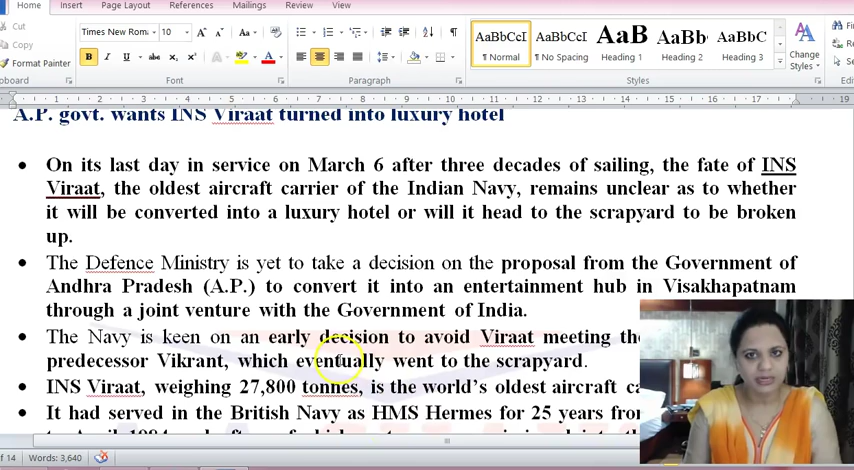 Home Insert Page Layout References Mailings Review View
Cut
Copy
Format Painter
pboard
Times New Rom 10
Font
Paragraph
AaBbCcI AaBbCcI AaB AaBb AaBbC
¶ Normal ¶ No Spacing Heading 1 Heading 2 Heading 3
Change
Styles
Styles
A.P. govt. wants INS Viraat turned into luxury hotel
On its last day in service on March 6 after three decades of sailing, the fate of INS
Viraat, the oldest aircraft carrier of the Indian Navy, remains unclear as to whether
it will be converted into a luxury hotel or will it head to the scrapyard to be broken
up.
The Defence Ministry is yet to take a decision on the proposal from the Government of
Andhra Pradesh (A.P.) to convert it into an entertainment hub in Visakhapatnam
through a joint venture with the Government of India.
The Navy is keen on an early decision to avoid Viraat meeting the
predecessor Vikrant, which eventually went to the scrapyard.
INS Viraat, weighing 27,800 tonnes, is the world's oldest aircraft ca
It had served in the British Navy as HMS Hermes for 25 years from
of 14 Words: 3,640